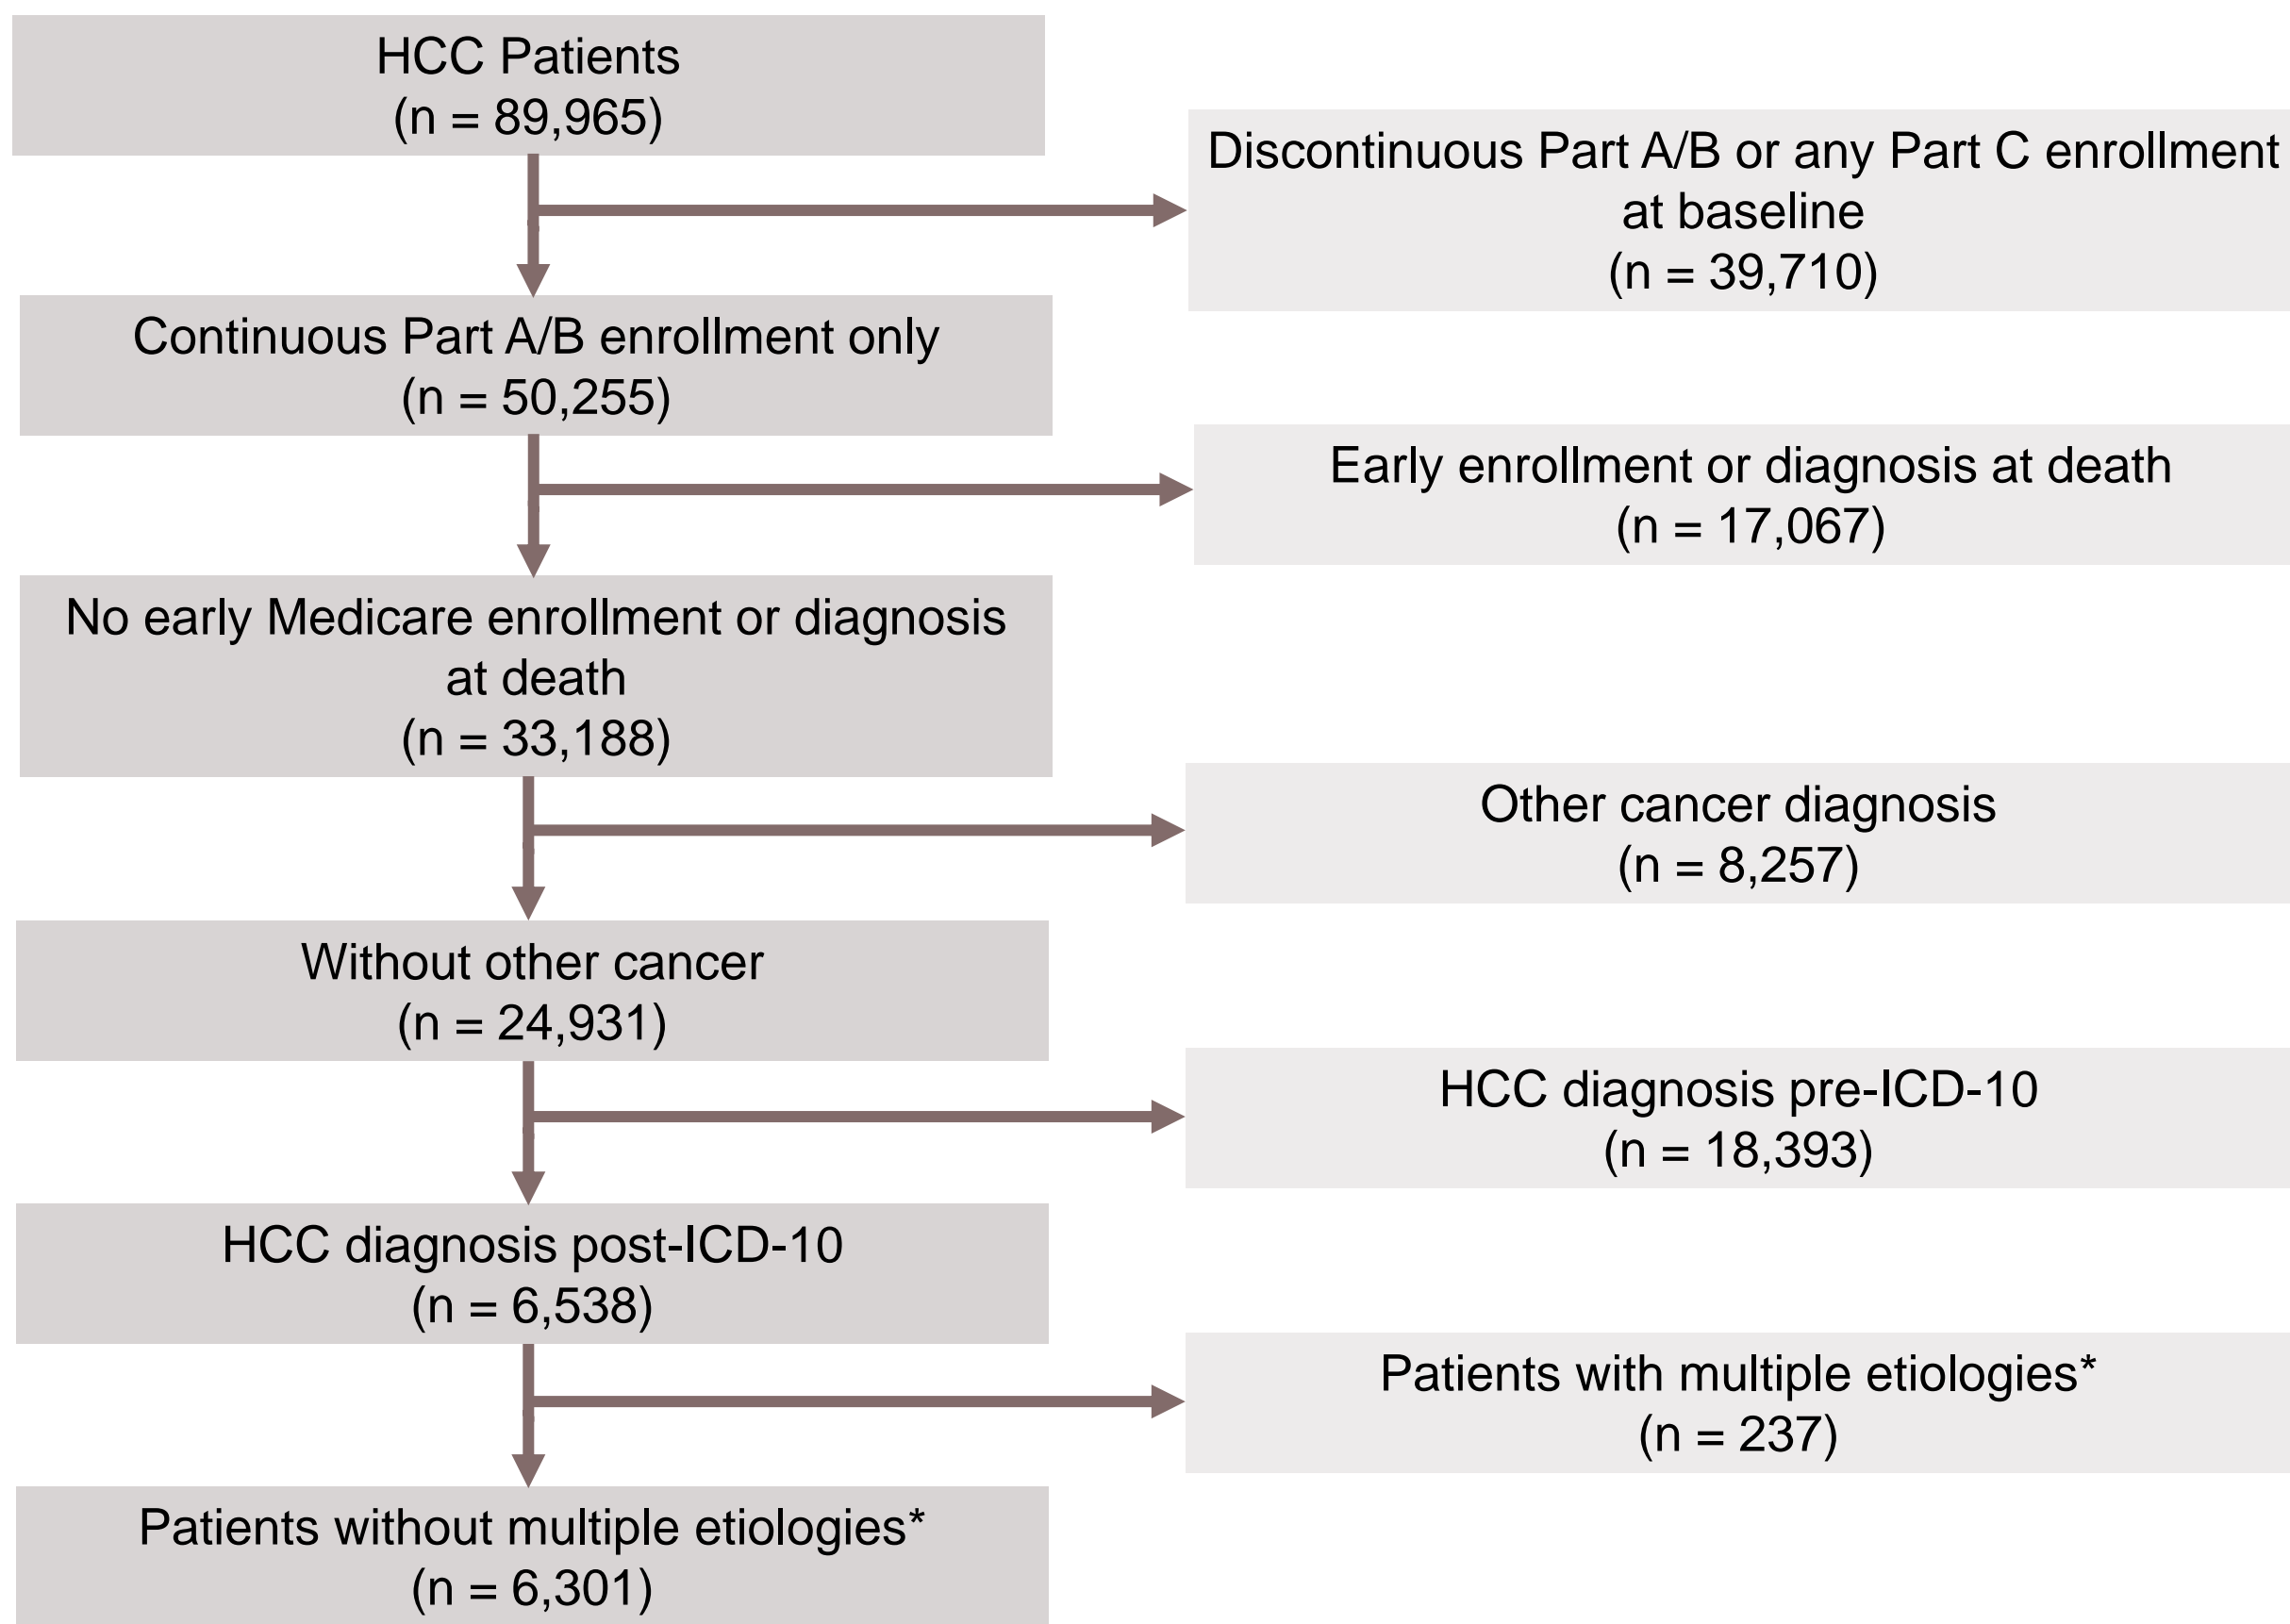 HCC Patients
(n = 89,965)
Discontinuous Part A/B or any Part C enrollment
at baseline
(n = 39,710)
Continuous Part A/B enrollment only
(n = 50,255)
Early enrollment or diagnosis at death
(n = 17,067)
No early Medicare enrollment or diagnosis
at death
(n = 33,188)
Other cancer diagnosis
(n = 8,257)
Without other cancer
(n = 24,931)
HCC diagnosis pre-ICD-10
(n = 18,393)
HCC diagnosis post-ICD-10
(n = 6,538)
Patients with multiple etiologies*
(n = 237)
Patients without multiple etiologies*
(n = 6,301)